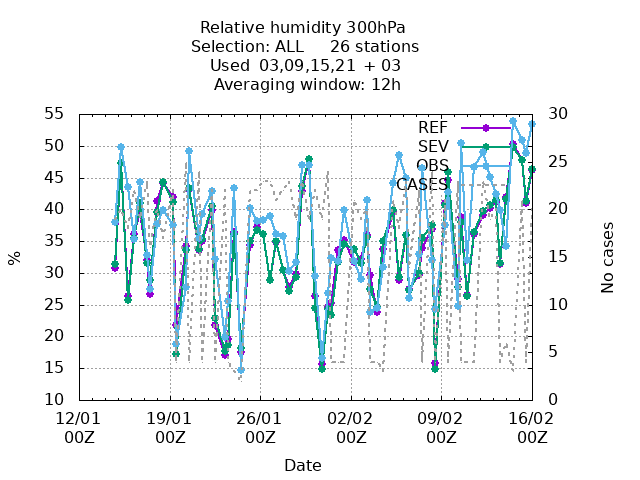 Relative humidity 300hPa
Selection: ALL 26 stations
Used 03,09,15,21 + 03
Averaging window: 12h
55
50
45
40
35
30
25
20
15
10
%
30
25
20
15
10
5
0
No cases
REF
SEV
OBS
CASES
12/01 19/01 26/01 02/02 09/02 16/02
00Z 00Z 00Z 00Z 00Z 00Z
Date